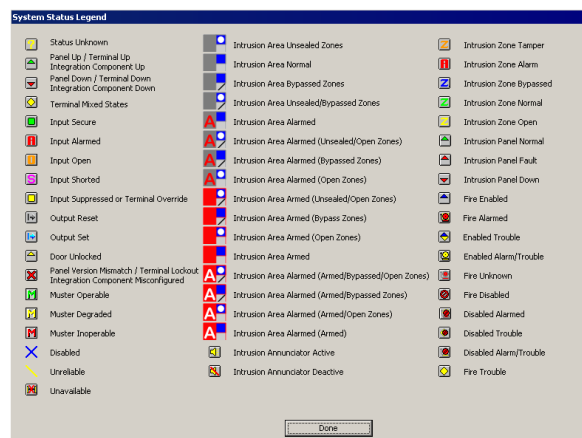 System Status Legend
Status Unknown
Panel Up / Terminal Up
Integration Component Up
Panel Down / Terminal Down
Integration Component Down
Terminal Mixed States
Input Secure
Input Alarmed
Input Open
Input Shorted
Input Suppressed or Terminal Override
Output Reset
Output Set
Door Unlocked
Panel Version Mismatch / Terminal Lockout
Integration Component Misconfigured
Muster Operable
Muster Degraded
Muster Inoperable
Disabled
Unreliable
Unavailable
Intrusion Area Unsealed Zones
Intrusion Area Normal
Intrusion Area Bypassed Zones
Intrusion Area Unsealed/Bypassed Zones
Intrusion Area Alarmed
Intrusion Area Alarmed (Unsealed/Open Zones)
Intrusion Area Alarmed (Bypassed Zones)
Intrusion Area Alarmed (Open Zones)
Intrusion Area Armed (Unsealed/Open Zones)
Intrusion Area Armed (Bypass Zones)
Intrusion Area Armed (Open Zones)
Intrusion Area Armed
Intrusion Area Alarmed (Armed/Bypassed/Open Zones)
Intrusion Area Alarmed (Armed/Bypassed Zones)
Intrusion Area Alarmed (Armed/Open Zones)
Intrusion Area Alarmed (Armed)
Intrusion Annunciator Active
Intrusion Annunciator Deactive
Intrusion Zone Tamper
Intrusion Zone Alarm
Intrusion Zone Bypassed
Intrusion Zone Normal
Intrusion Zone Open
Intrusion Panel Normal
Intrusion Panel Fault
Intrusion Panel Down
Fire Enabled
Fire Alarmed
Enabled Trouble
Enabled Alarm/Trouble
Fire Unknown
Fire Disabled
Disabled Alarmed
Disabled Trouble
Disabled Alarm/Trouble
Fire Trouble
Done